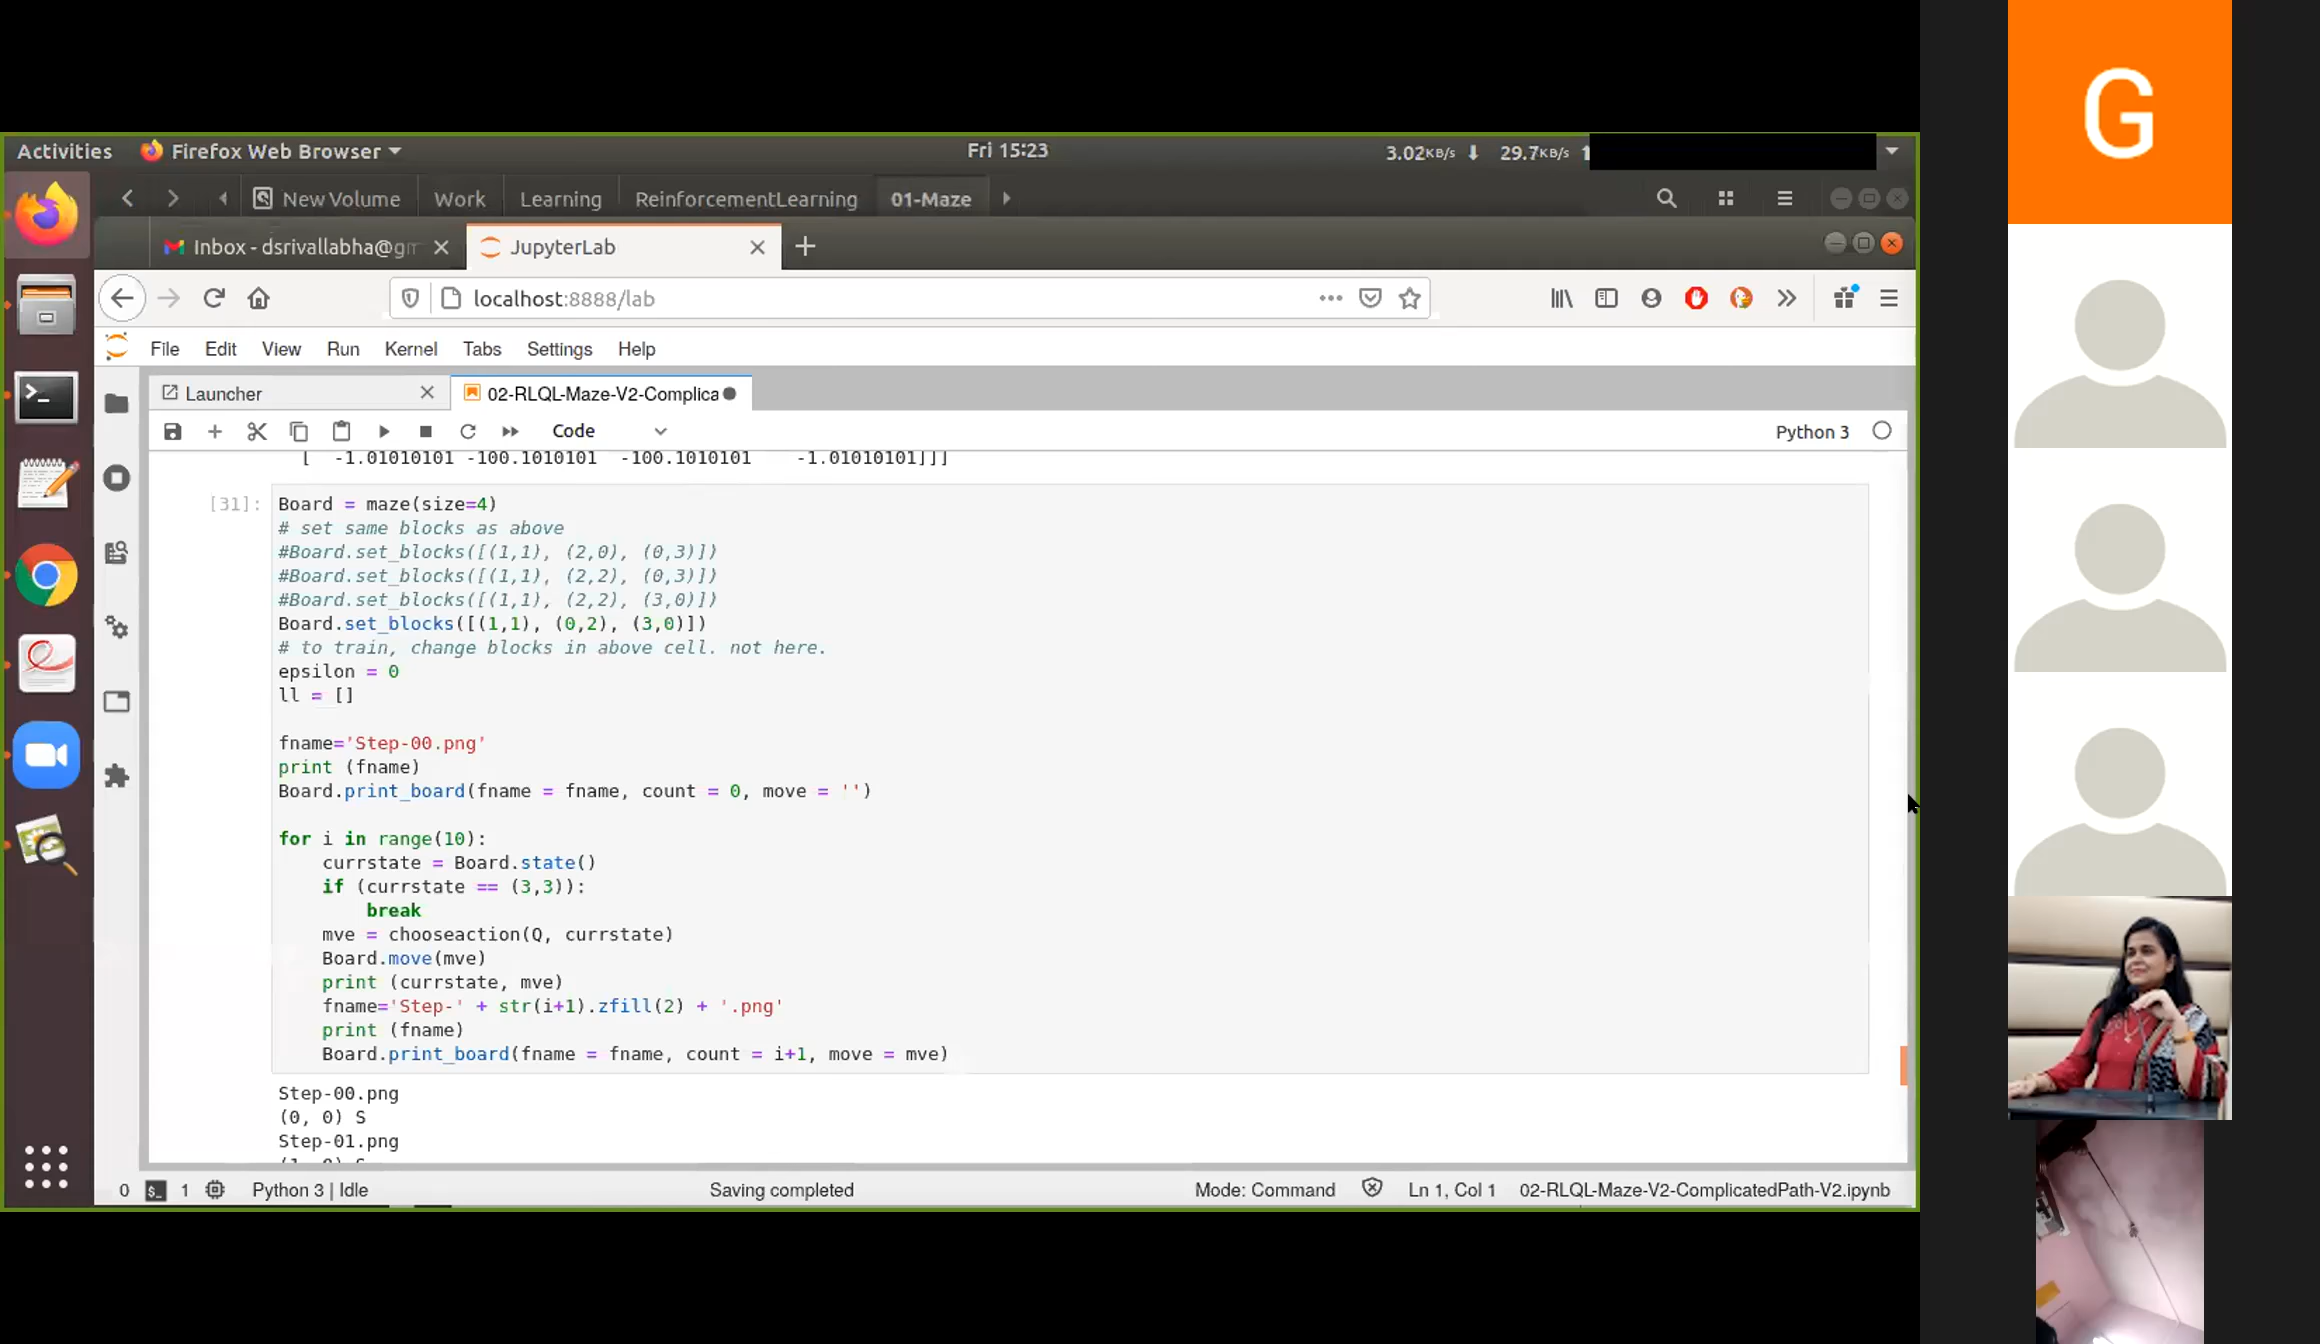 G
Activities Firefox Web Browser Fri 15:23 3.02KB/s 29.7KB/s
New Volume Work Learning ReinforcementLearning 01-Maze
Inbox - dsrivallabha@gm JupyterLab
localhost:8888/lab
File Edit View Run Kernel Tabs Settings Help
Launcher 02-RLQL-Maze-V2-Complica
Code Python 3
[ -1.01010101 -100.1010101 -100.1010101 -1.01010101]]]
[31]: Board = maze(size=4)
# set same blocks as above
#Board.set_blocks([(1,1), (2,0), (0,3)])
#Board.set_blocks([(1,1), (2,2), (0,3)])
#Board.set_blocks([(1,1), (2,2), (3,0)])
Board.set_blocks([(1,1), (0,2), (3,0)])
# to train, change blocks in above cell. not here.
epsilon = 0
ll = []
fname='Step-00.png'
print (fname)
Board.print_board(fname = fname, count = 0, move = '')
for i in range(10):
currstate = Board.state()
if (currstate == (3,3)):
break
mve = chooseaction(Q, currstate)
Board.move(mve)
print (currstate, mve)
fname='Step-' + str(i+1).zfill(2) + '.png'
print (fname)
Board.print_board(fname = fname, count = i+1, move = mve)
Step-00.png
(0, 0) S
Step-01.png
0 1 Python 3 | Idle Saving completed Mode: Command Ln 1, Col 1 02-RLQL-Maze-V2-ComplicatedPath-V2.ipynb